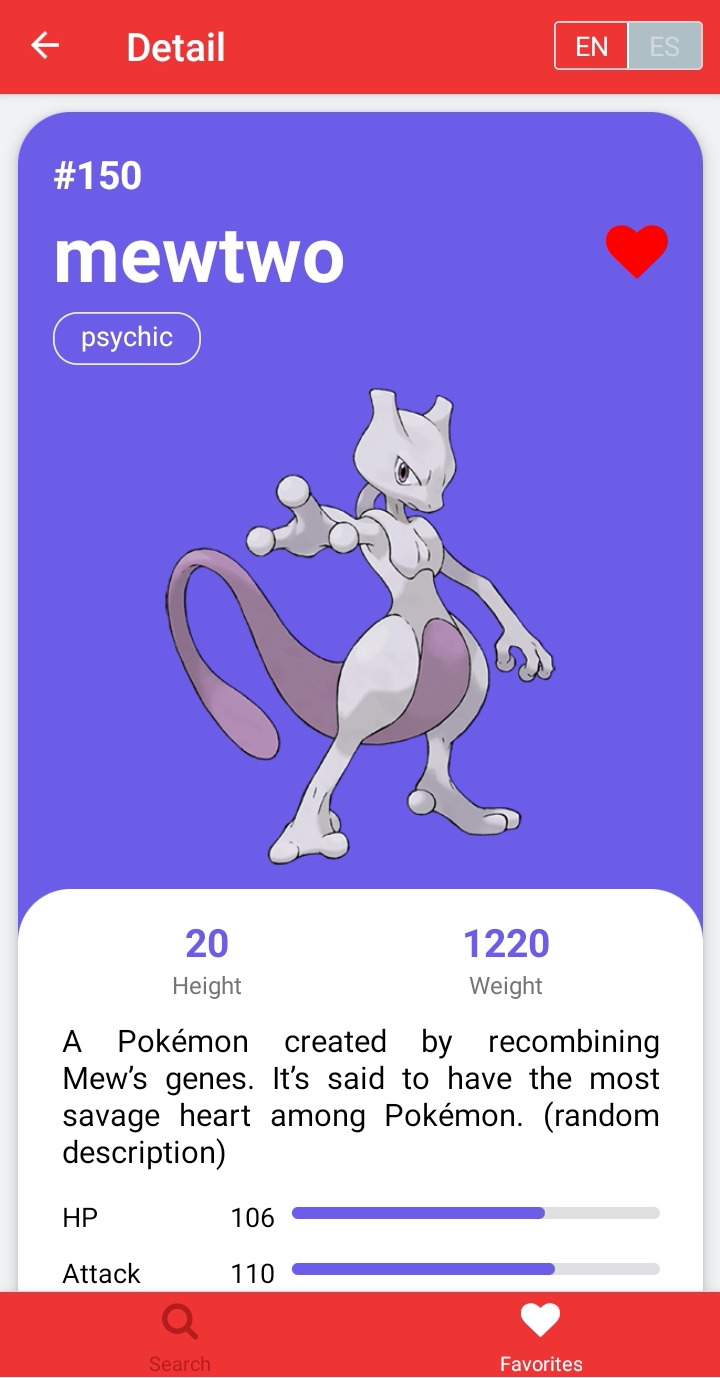 Detail
EN ES
#150
mewtwo
psychic
20 1220
Height Weight
A Pokémon created by recombining
Mew’s genes. It’s said to have the most
savage heart among Pokémon. (random
description)
HP 106
Attack 110
Search Favorites